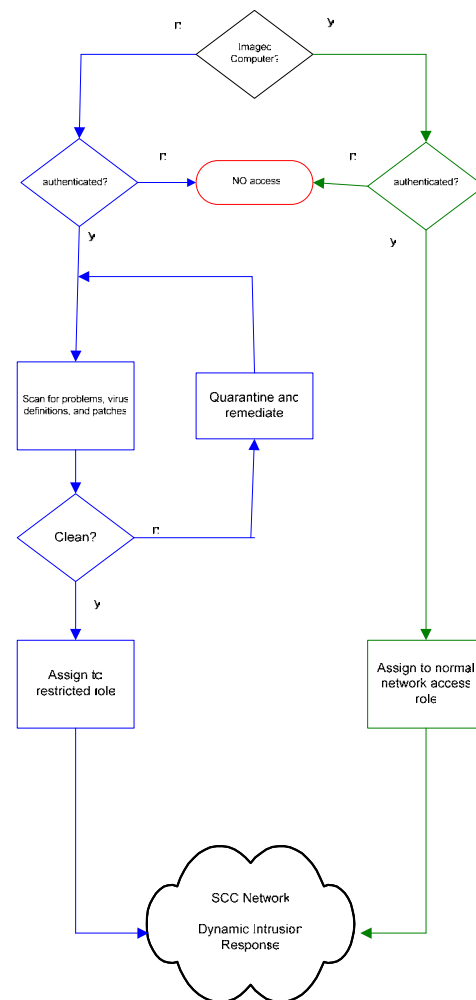 n
y
Imaged
Computer?
authenticated?
n
NO access
n
authenticated?
y
y
Scan for problems, virus
definitions, and patches
Quarantine and
remediate
Clean?
n
y
Assign to
restricted role
Assign to normal
network access
role
SCC Network
Dynamic Intrusion
Response